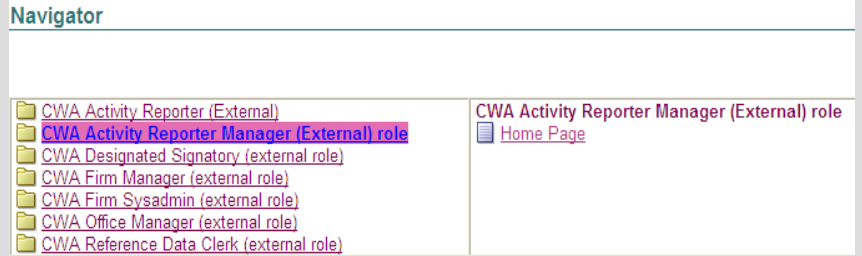 Navigator
CWA Activity Reporter (External)
CWA Activity Reporter Manager (External) role
CWA Designated Signatory (external role)
CWA Firm Manager (external role)
CWA Firm Sysadmin (external role)
CWA Office Manager (external role)
CWA Reference Data Clerk (external role)
CWA Activity Reporter Manager (External) role
Home Page